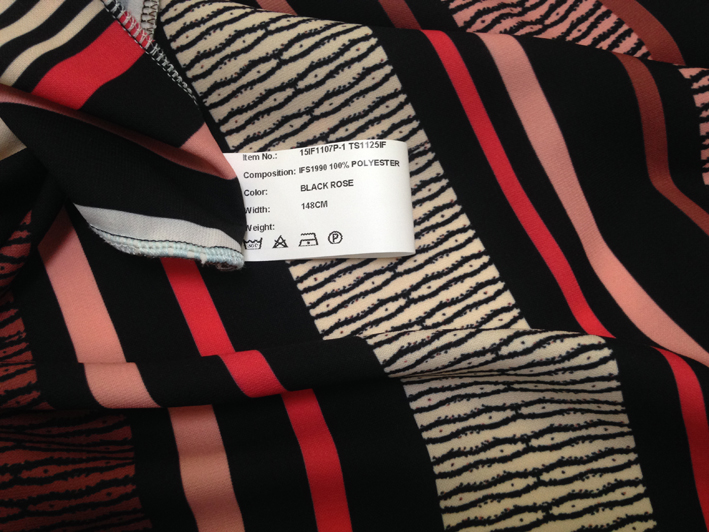 Item No.: 15IF1107P-1 TS1125IF
Composition: IFS1990 100% POLYESTER
Color: BLACK ROSE
Width: 148CM
Weight:
P